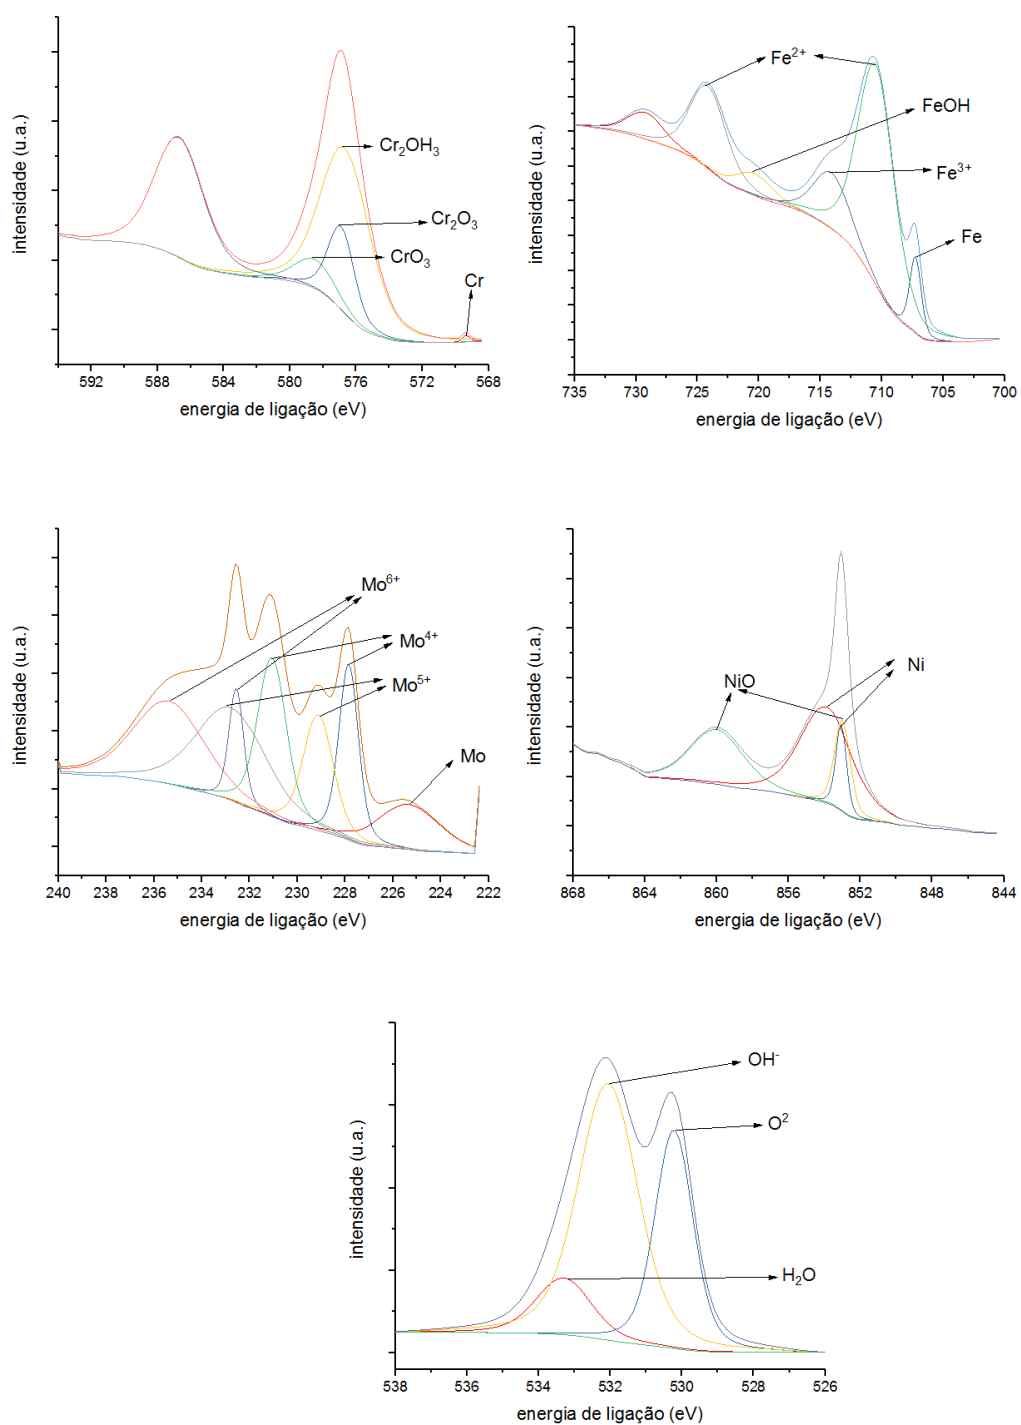 intensidade (u.a.)
Cr₂OH₃
Cr₂O₃
CrO₃
Cr
592 588 584 580 576 572 568
energia de ligação (eV)
intensidade (u.a.)
Fe²⁺
FeOH
Fe³⁺
Fe
735 730 725 720 715 710 705 700
energia de ligação (eV)
intensidade (u.a.)
Mo⁶⁺
Mo⁴⁺
Mo⁵⁺
Mo
240 238 236 234 232 230 228 226 224 222
energia de ligação (eV)
intensidade (u.a.)
Ni
NiO
868 864 860 856 852 848 844
energia de ligação (eV)
intensidade (u.a.)
OH⁻
O²
H₂O
538 536 534 532 530 528 526
energia de ligação (eV)